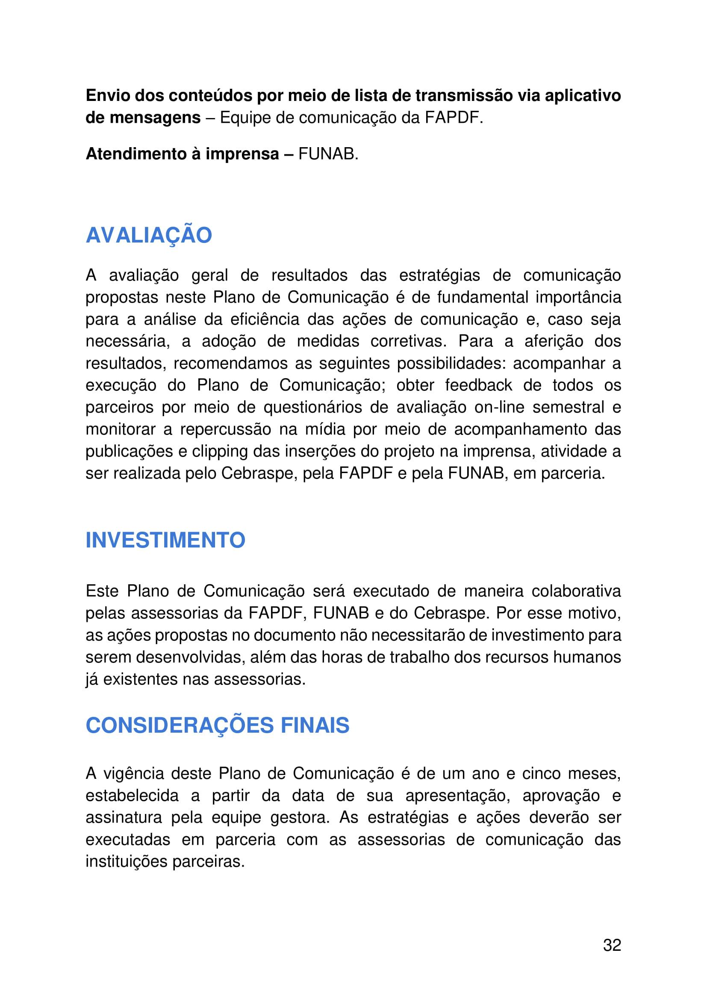 Envio dos conteúdos por meio de lista de transmissão via aplicativo
de mensagens – Equipe de comunicação da FAPDF.
Atendimento à imprensa – FUNAB.
AVALIAÇÃO
A avaliação geral de resultados das estratégias de comunicação
propostas neste Plano de Comunicação é de fundamental importância
para a análise da eficiência das ações de comunicação e, caso seja
necessária, a adoção de medidas corretivas. Para a aferição dos
resultados, recomendamos as seguintes possibilidades: acompanhar a
execução do Plano de Comunicação; obter feedback de todos os
parceiros por meio de questionários de avaliação on-line semestral e
monitorar a repercussão na mídia por meio de acompanhamento das
publicações e clipping das inserções do projeto na imprensa, atividade a
ser realizada pelo Cebraspe, pela FAPDF e pela FUNAB, em parceria.
INVESTIMENTO
Este Plano de Comunicação será executado de maneira colaborativa
pelas assessorias da FAPDF, FUNAB e do Cebraspe. Por esse motivo,
as ações propostas no documento não necessitarão de investimento para
serem desenvolvidas, além das horas de trabalho dos recursos humanos
já existentes nas assessorias.
CONSIDERAÇÕES FINAIS
A vigência deste Plano de Comunicação é de um ano e cinco meses,
estabelecida a partir da data de sua apresentação, aprovação e
assinatura pela equipe gestora. As estratégias e ações deverão ser
executadas em parceria com as assessorias de comunicação das
instituições parceiras.
32